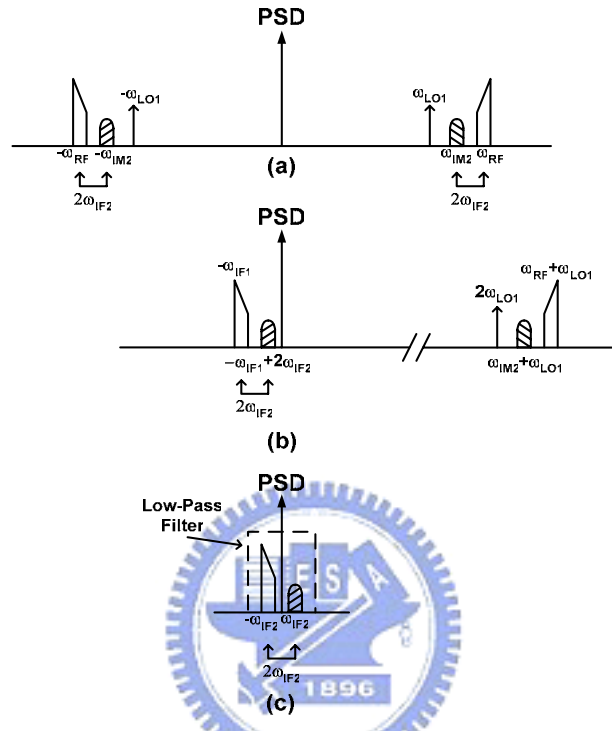 PSD
-ωLO1
ωLO1
-ωRF -ωIM2
ωIM2 ωRF
(a)
2ωIF2
2ωIF2
PSD
-ωIF1
ωRF+ωLO1
2ωLO1
−ωIF1+2ωIF2
ωIM2+ωLO1
2ωIF2
(b)
PSD
Low-Pass
Filter
E S A
-ωIF2 ωIF2
2ωIF2
1896
(c)